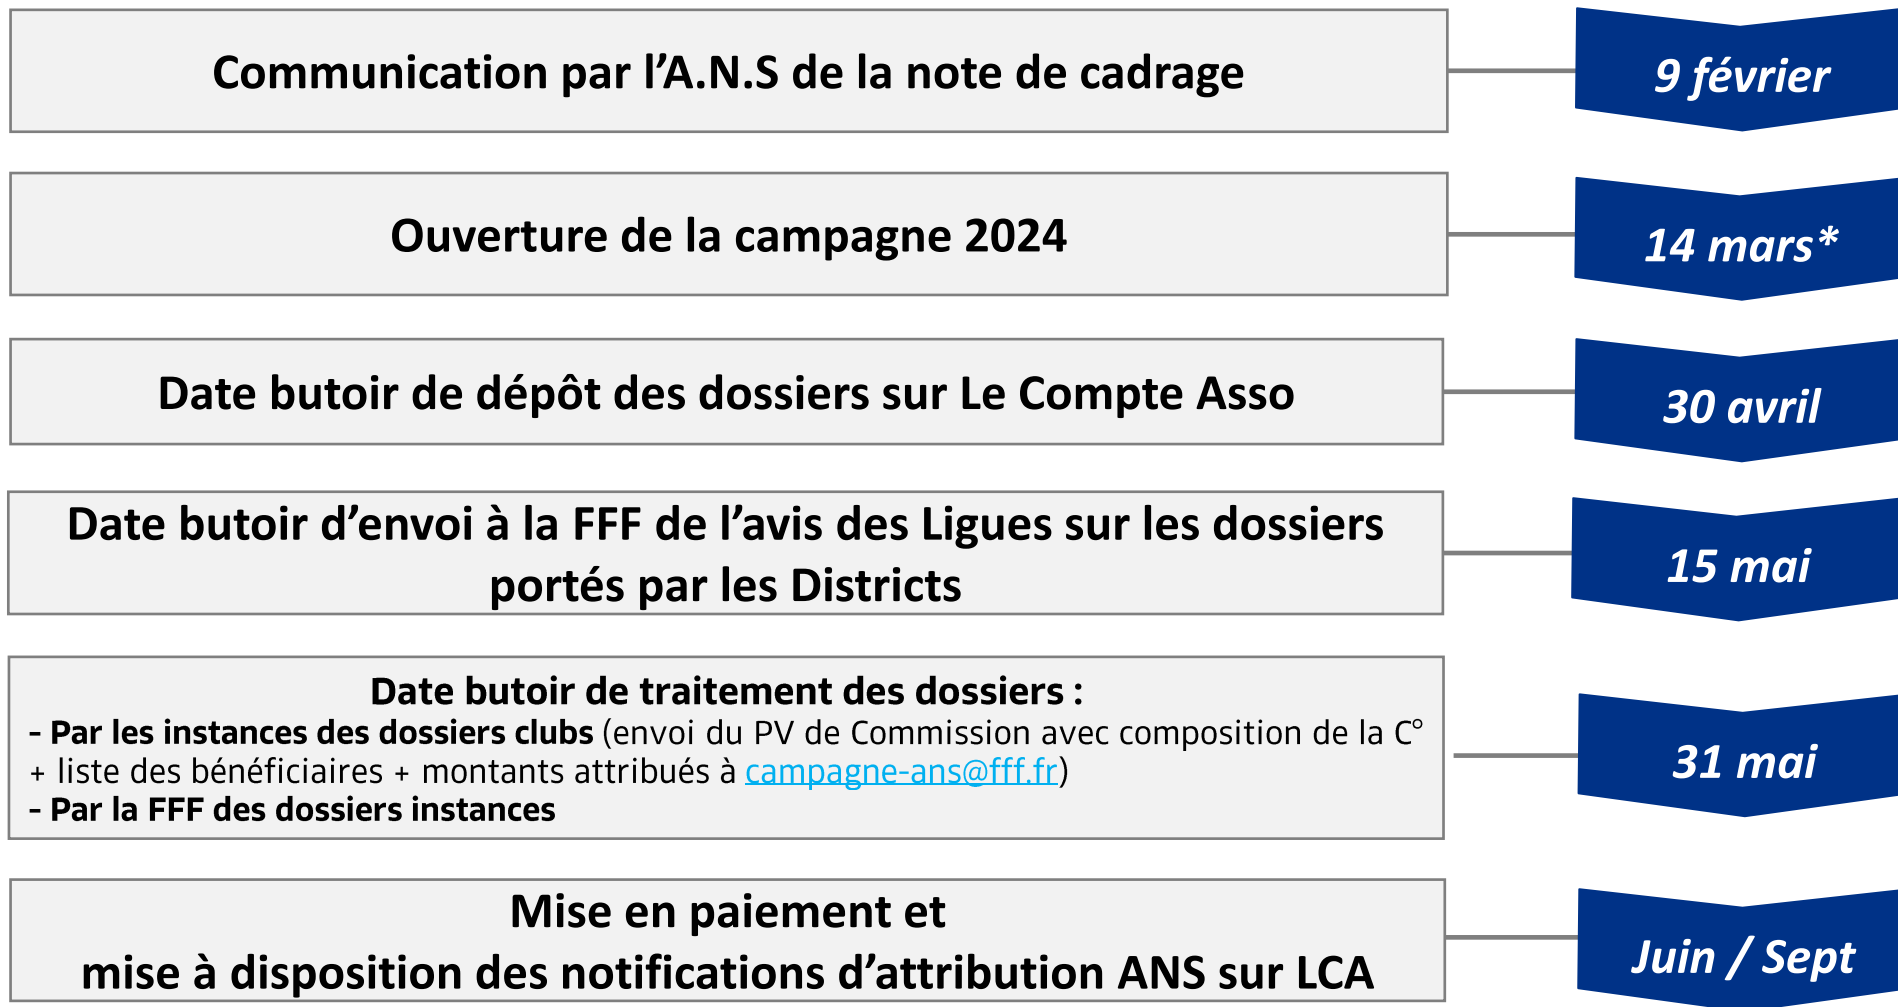 Communication par l’A.N.S de la note de cadrage
9 février
Ouverture de la campagne 2024
14 mars*
Date butoir de dépôt des dossiers sur Le Compte Asso
30 avril
Date butoir d’envoi à la FFF de l’avis des Ligues sur les dossiers
portés par les Districts
15 mai
Date butoir de traitement des dossiers :
- Par les instances des dossiers clubs (envoi du PV de Commission avec composition de la C°
+ liste des bénéficiaires + montants attribués à campagne-ans@fff.fr)
- Par la FFF des dossiers instances
31 mai
Mise en paiement et
mise à disposition des notifications d’attribution ANS sur LCA
Juin / Sept